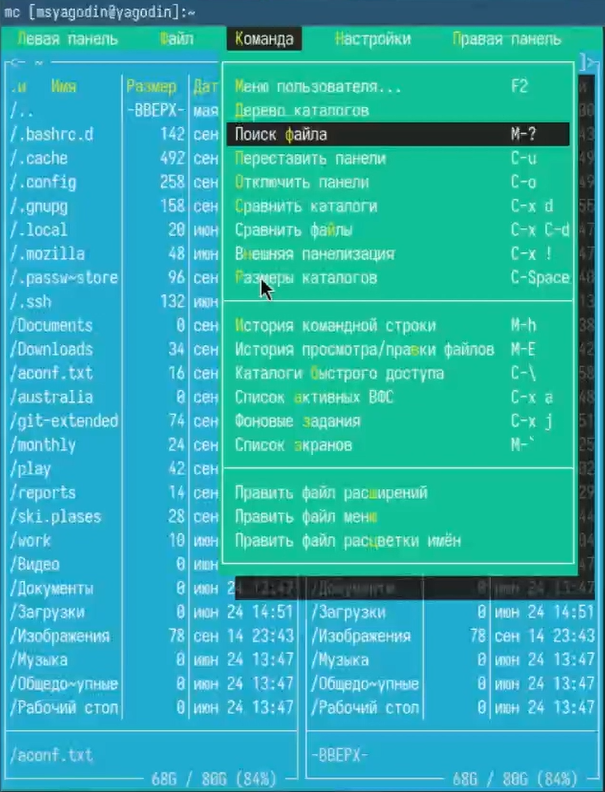 mc [msyagodin@yagodin]:~
Левая панель Файл Команда Настройки Правая панель
<- ~ ]>
.и Имя Размер Дат и
Меню пользователя... F2
/.. -ВВЕРХ- мая
Дерево каталогов
/.bashrc.d 142 сен
Поиск файла M-?
/.cache 492 сен
Переставить панели C-u
/.config 258 сен
Отключить панели C-o
/.gnupg 158 сен
Сравнить каталоги C-x d
/.local 20 июн
Сравнить файлы C-x C-d
/.mozilla 48 июн
Внешняя панелизация C-x !
/.passw~store 96 сен
Размеры каталогов C-Space
/.ssh 132 июн
/Documents 0 сен
История командной строки M-h
/Downloads 34 сен
История просмотра/правки файлов M-E
/aconf.txt 16 сен
Каталоги быстрого доступа C-\
/australia 0 сен
Список активных ВФС C-x a
/git-extended 74 сен
Фоновые задания C-x j
/monthly 24 сен
Список экранов M-`
/play 42 сен
/reports 14 сен
Править файл расширений
/ski.plases 28 сен
Править файл меню
/work 10 июн
Править файл расцветки имён
/Видео 0 июн
/Документы 0 июн 24 13:47 /Документы 0 июн 24 13:47
/Загрузки 0 июн 24 14:51 /Загрузки 0 июн 24 14:51
/Изображения 78 сен 14 23:43 /Изображения 78 сен 14 23:43
/Музыка 0 июн 24 13:47 /Музыка 0 июн 24 13:47
/Общедо~упные 0 июн 24 13:47 /Общедо~упные 0 июн 24 13:47
/Рабочий стол 0 июн 24 13:47 /Рабочий стол 0 июн 24 13:47
/aconf.txt -ВВЕРХ-
68G / 80G (84%) 68G / 80G (84%)